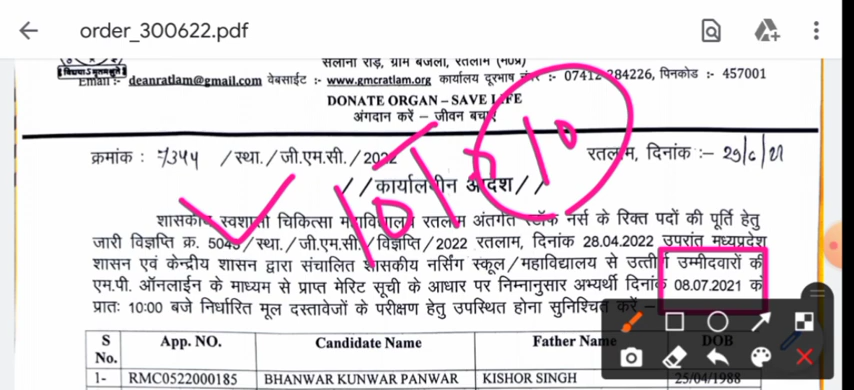 order_300622.pdf
सैलाना रोड, ग्राम बंजली, रतलाम (म०प्र०)
Email :- deanratlam@gmail.com वेबसाईट :- www.gmcratlam.org कार्यालय दूरभाष :- 07412 284226, पिनकोड :- 457001
DONATE ORGAN – SAVE LIFE
अंगदान करें – जीवन बचाएं
क्रमांक : 7344 /स्था./जी.एम.सी./2022 रतलाम, दिनांक :– 29/6/22
//कार्यालयीन आदेश//
शासकीय स्वशासी चिकित्सा महाविद्यालय रतलाम अंतर्गत स्टॉफ नर्स के रिक्त पदों की पूर्ति हेतु
जारी विज्ञप्ति क्र. 5045/स्था./जी.एम.सी./विज्ञप्ति/2022 रतलाम, दिनांक 28.04.2022 उपरांत मध्यप्रदेश
शासन एवं केन्द्रीय शासन द्वारा संचालित शासकीय नर्सिंग स्कूल/महाविद्यालय से उत्तीर्ण उम्मीदवारों की
एम.पी. ऑनलाईन के माध्यम से प्राप्त मेरिट सूची के आधार पर निम्नानुसार अभ्यर्थी दिनांक 08.07.2021 को
प्रातः 10:00 बजे निर्धारित मूल दस्तावेजों के परीक्षण हेतु उपस्थित होना सुनिश्चित करें –
S No. App. NO. Candidate Name Father Name DOB
1- RMC0522000185 BHANWAR KUNWAR PANWAR KISHOR SINGH 25/04/1988